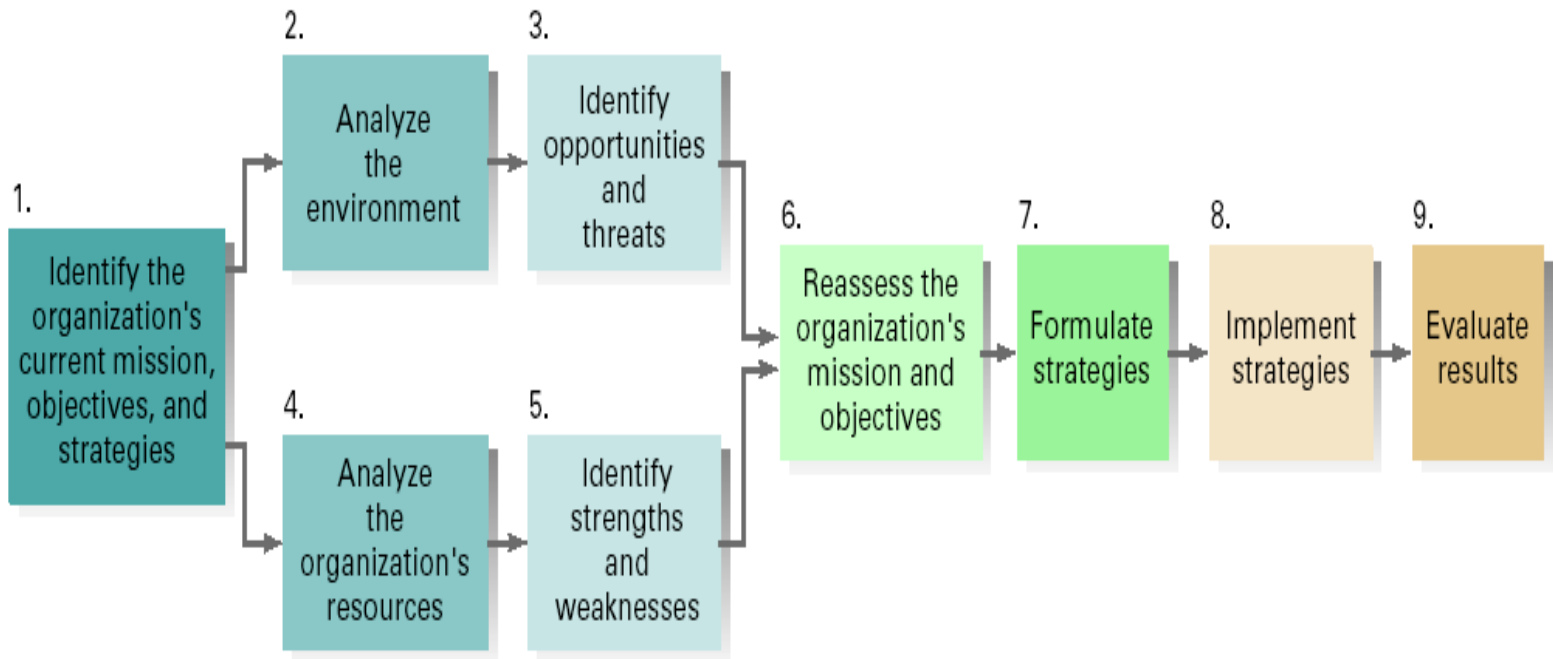 1.
Identify the
organization's
current mission,
objectives, and
strategies
2.
Analyze
the
environment
3.
Identify
opportunities
and
threats
4.
Analyze
the
organization's
resources
5.
Identify
strengths
and
weaknesses
6.
Reassess the
organization's
mission and
objectives
7.
Formulate
strategies
8.
Implement
strategies
9.
Evaluate
results